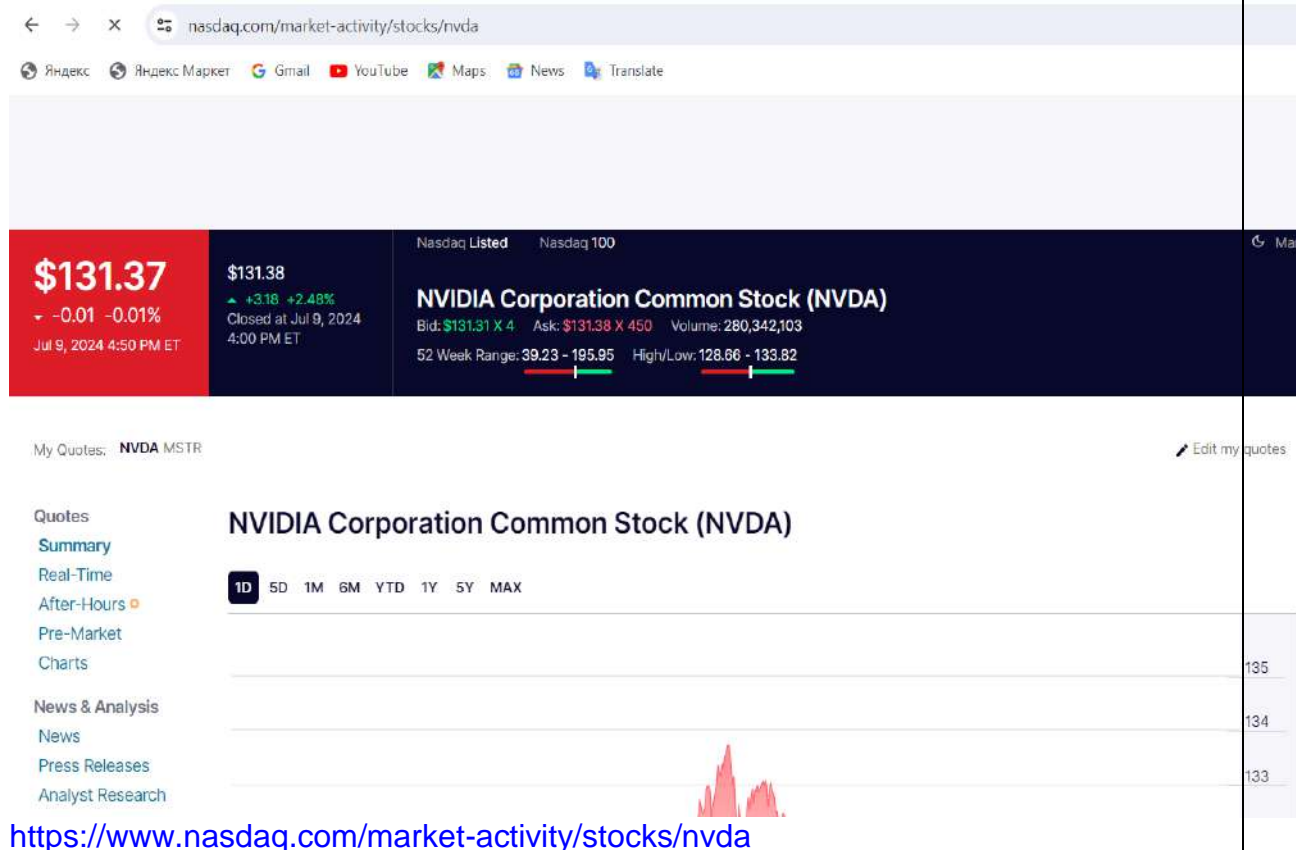 nasdaq.com/market-activity/stocks/nvda
Яндекс Яндекс Маркет Gmail YouTube Maps News Translate
Nasdaq Listed Nasdaq 100
$131.37
-0.01 -0.01%
Jul 9, 2024 4:50 PM ET
$131.38
+3.18 +2.48%
Closed at Jul 9, 2024
4:00 PM ET
NVIDIA Corporation Common Stock (NVDA)
Bid: $131.31 X 4 Ask: $131.38 X 450 Volume: 280,342,103
52 Week Range: 39.23 - 195.95 High/Low: 128.66 - 133.82
My Quotes: NVDA MSTR
Edit my quotes
Quotes
Summary
Real-Time
After-Hours
Pre-Market
Charts
News & Analysis
News
Press Releases
Analyst Research
NVIDIA Corporation Common Stock (NVDA)
1D 5D 1M 6M YTD 1Y 5Y MAX
135
134
133
https://www.nasdaq.com/market-activity/stocks/nvda